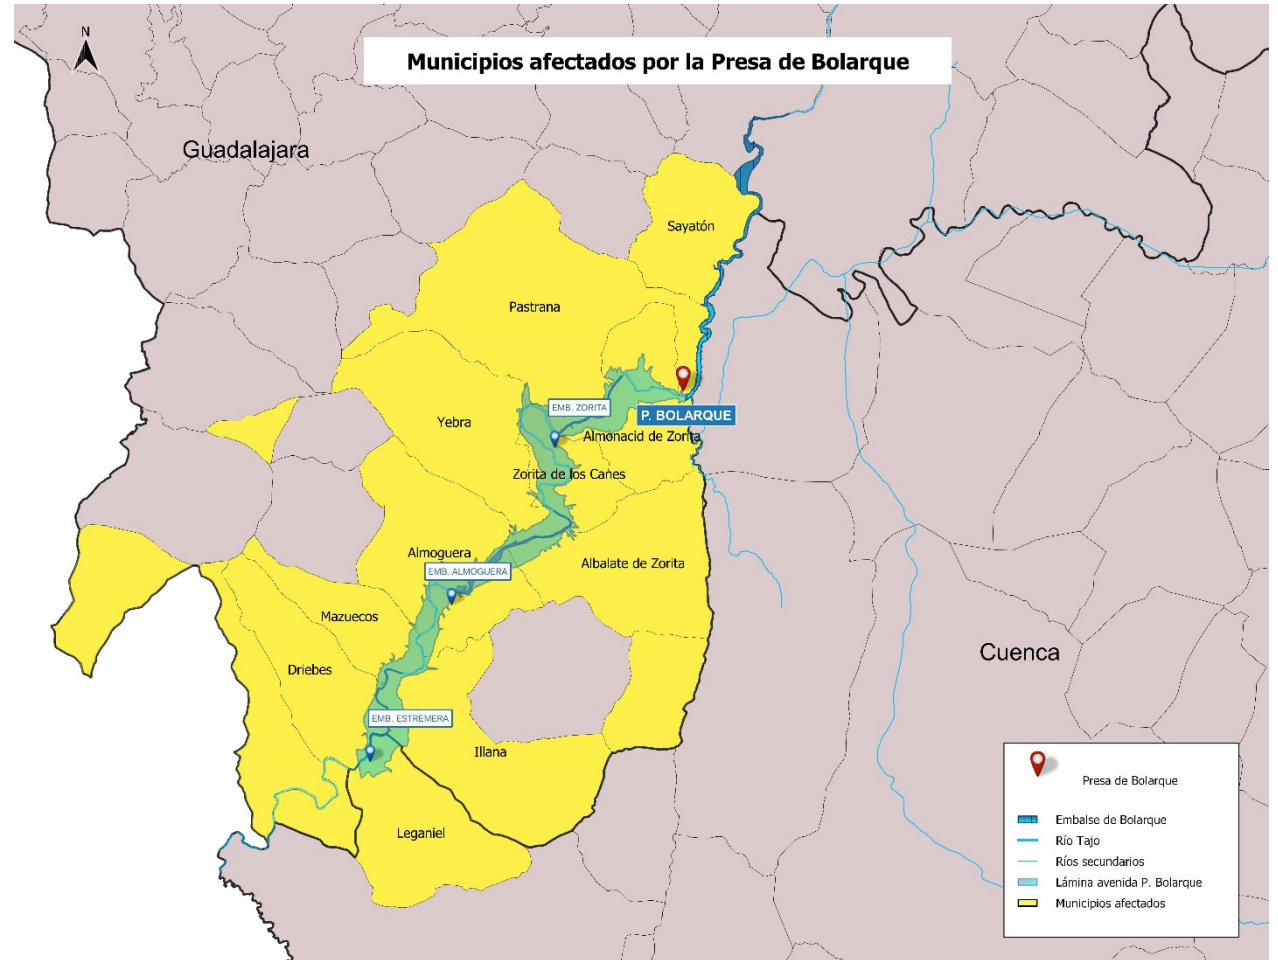 N
Municipios afectados por la Presa de Bolarque
Guadalajara
Sayatón
Pastrana
EMB. ZORITA
P. BOLARQUE
Yebra
Almonacid de Zorita
Zorita de los Canes
Almoguera
EMB. ALMOGUERA
Albalate de Zorita
Mazuecos
Cuenca
Driebes
EMB. ESTREMERA
Illana
Leganiel
Presa de Bolarque
Embalse de Bolarque
Río Tajo
Ríos secundarios
Lámina avenida P. Bolarque
Municipios afectados